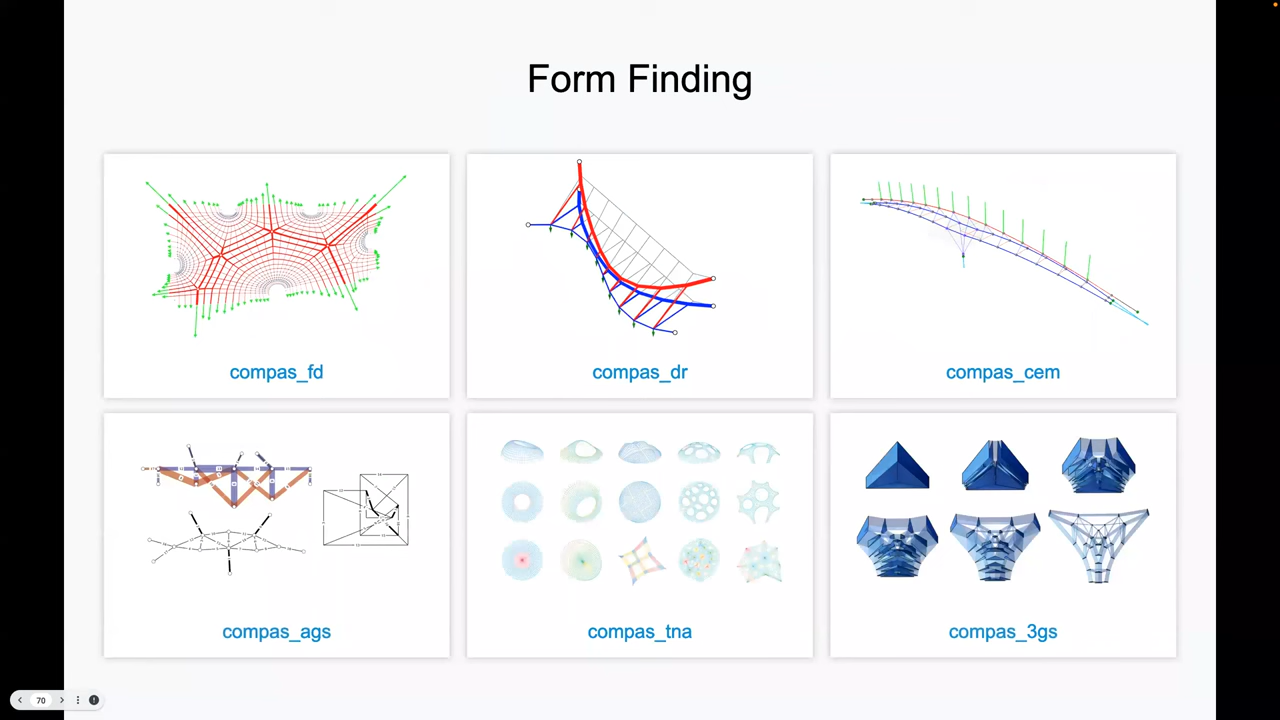 Form Finding
compas_fd
compas_dr
compas_cem
compas_ags
compas_tna
compas_3gs
70